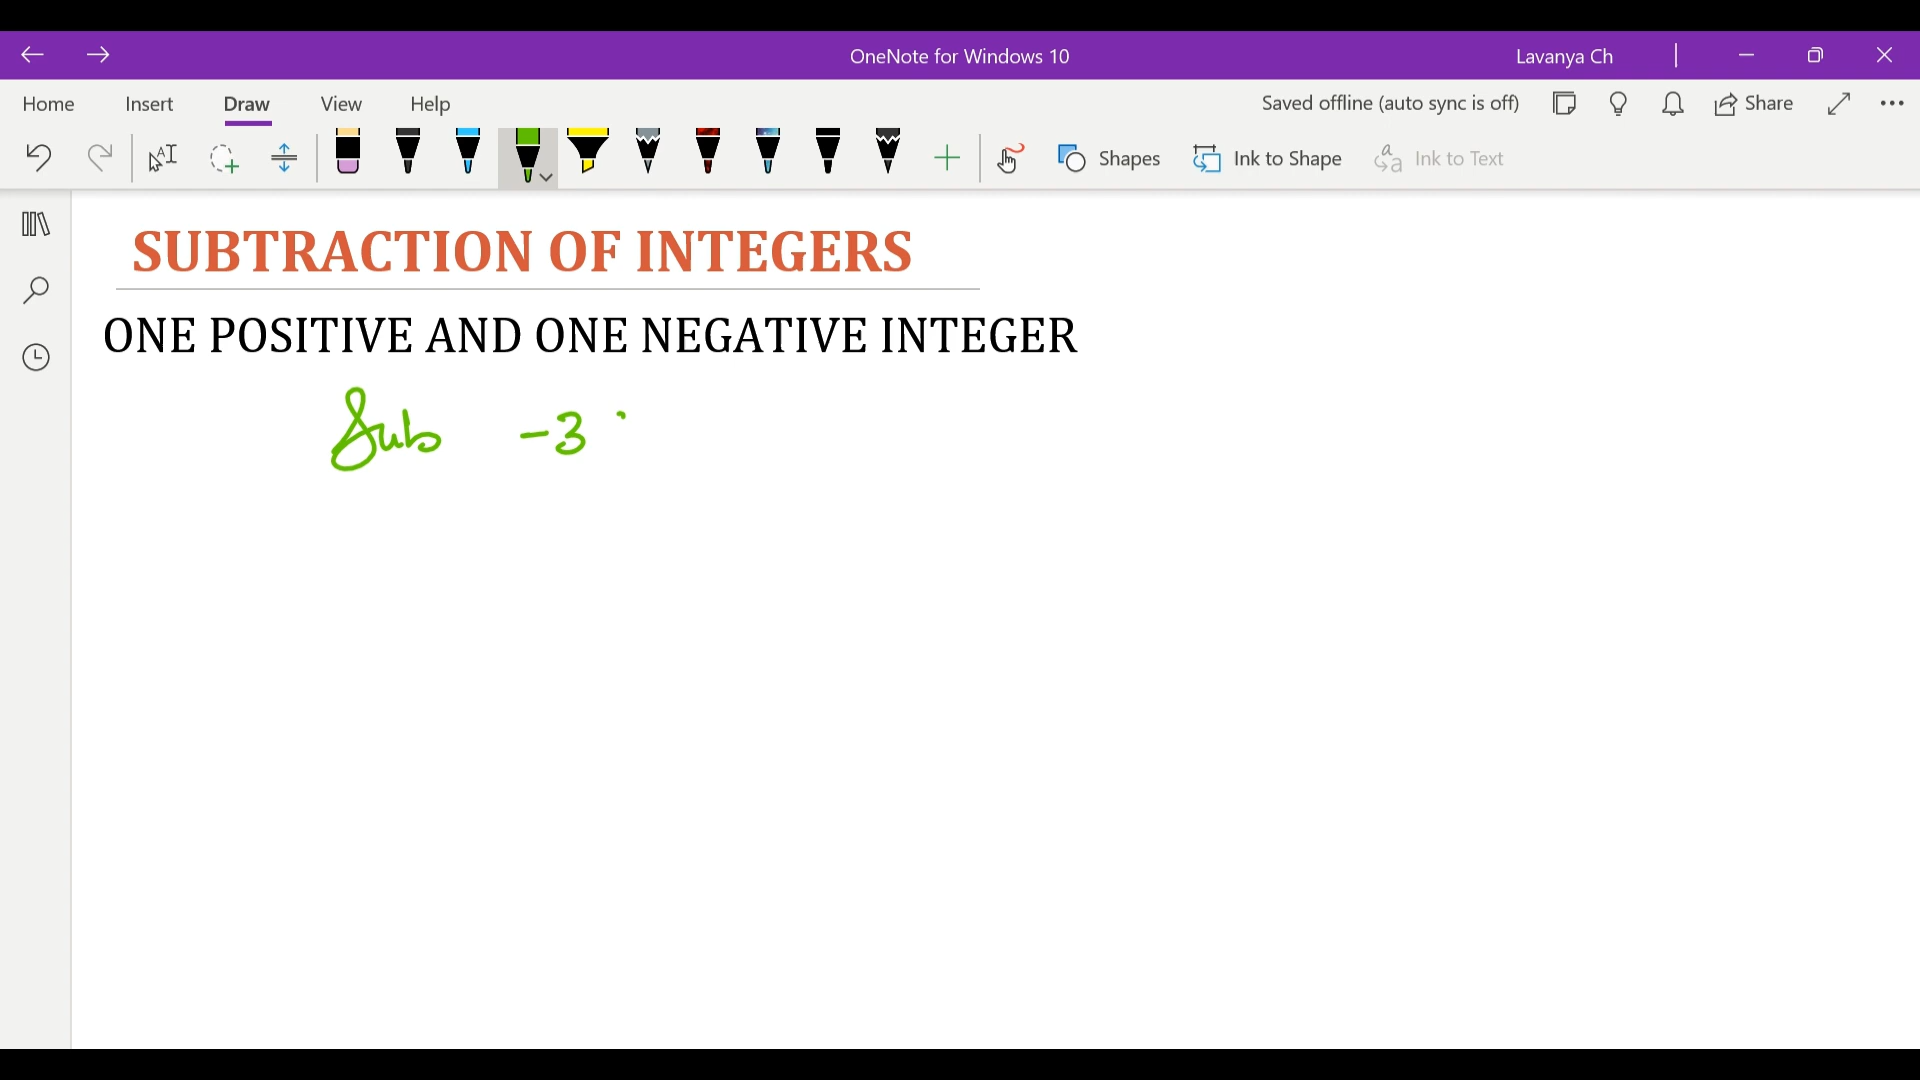 OneNote for Windows 10 Lavanya Ch
Home Insert Draw View Help Saved offline (auto sync is off) Share
Shapes Ink to Shape Ink to Text
SUBTRACTION OF INTEGERS
ONE POSITIVE AND ONE NEGATIVE INTEGER
Sub -3